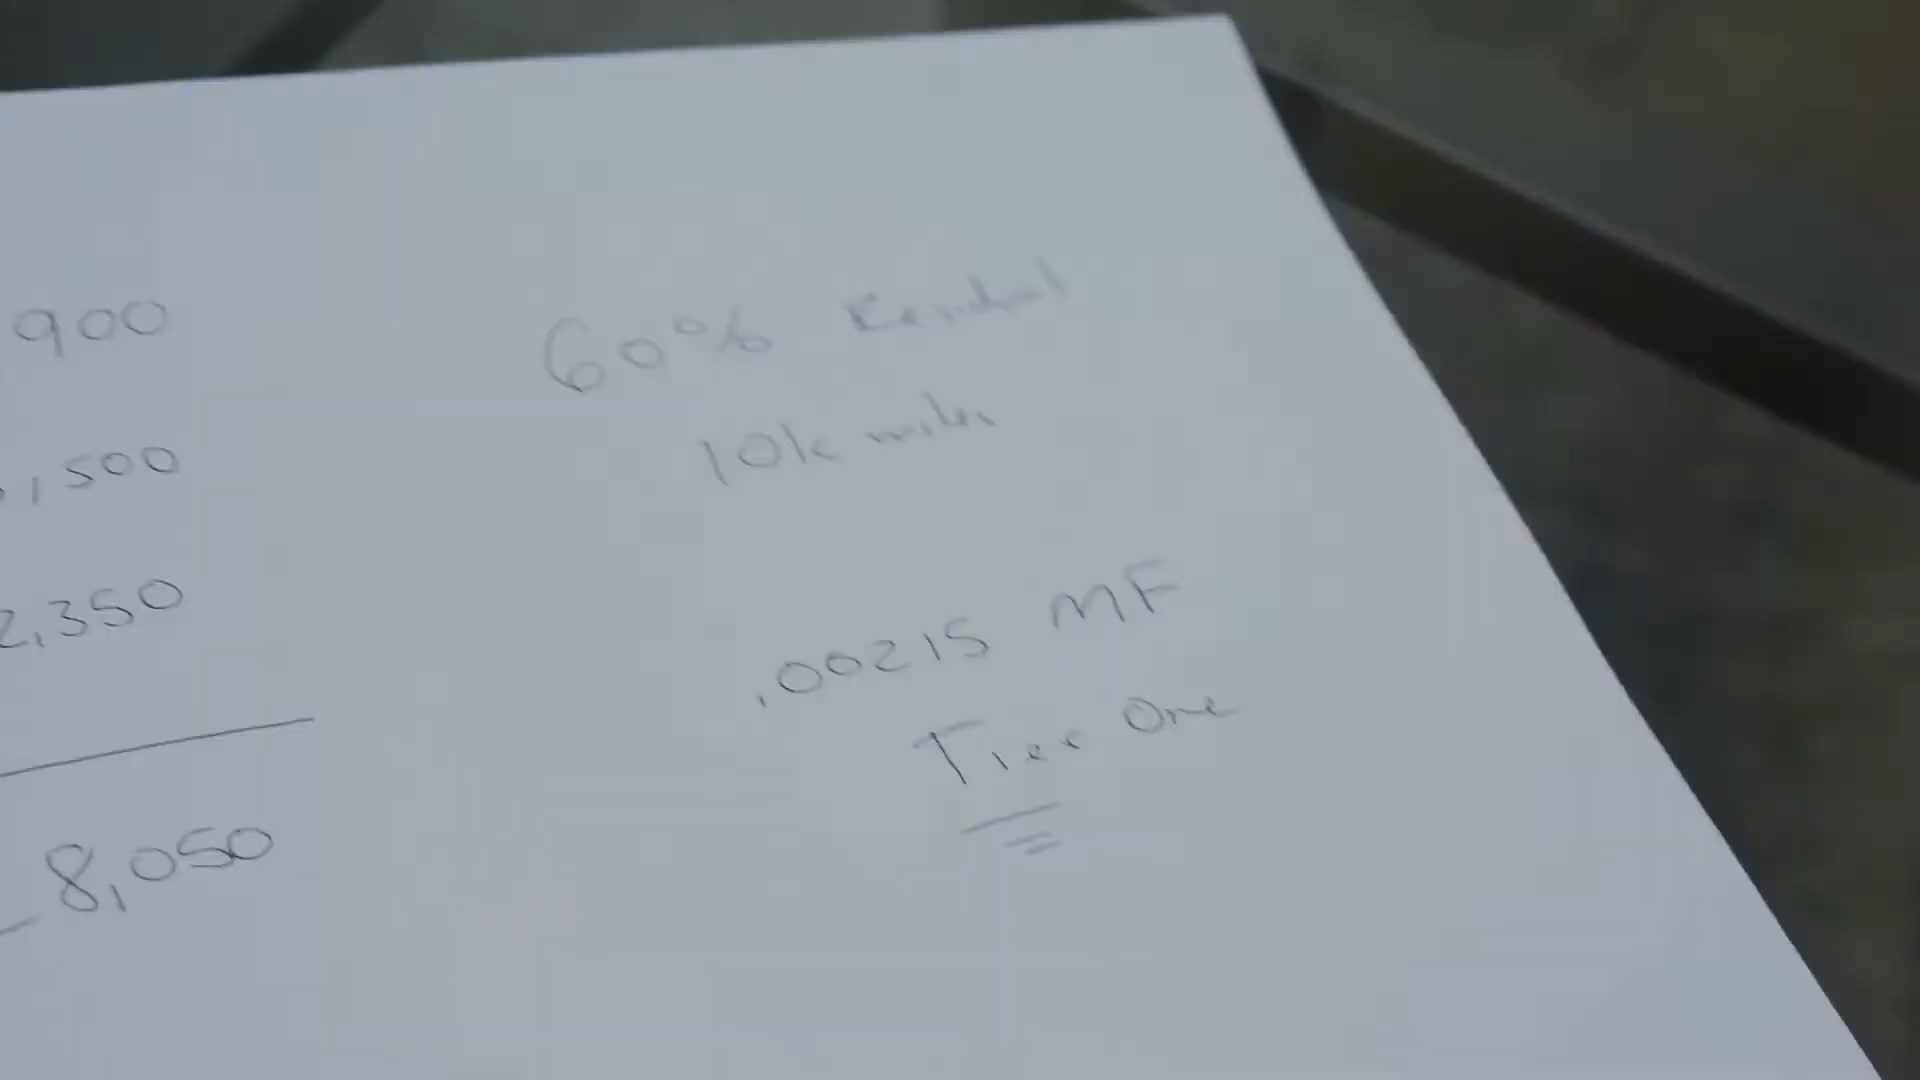 900
,500
2,350
8,050
60% Residual
10k miles
.00215 MF
Tier One